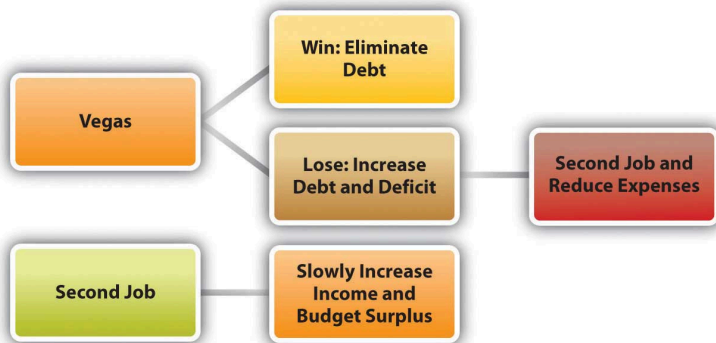 Vegas
Win: Eliminate
Debt
Lose: Increase
Debt and Deficit
Second Job and
Reduce Expenses
Second Job
Slowly Increase
Income and
Budget Surplus